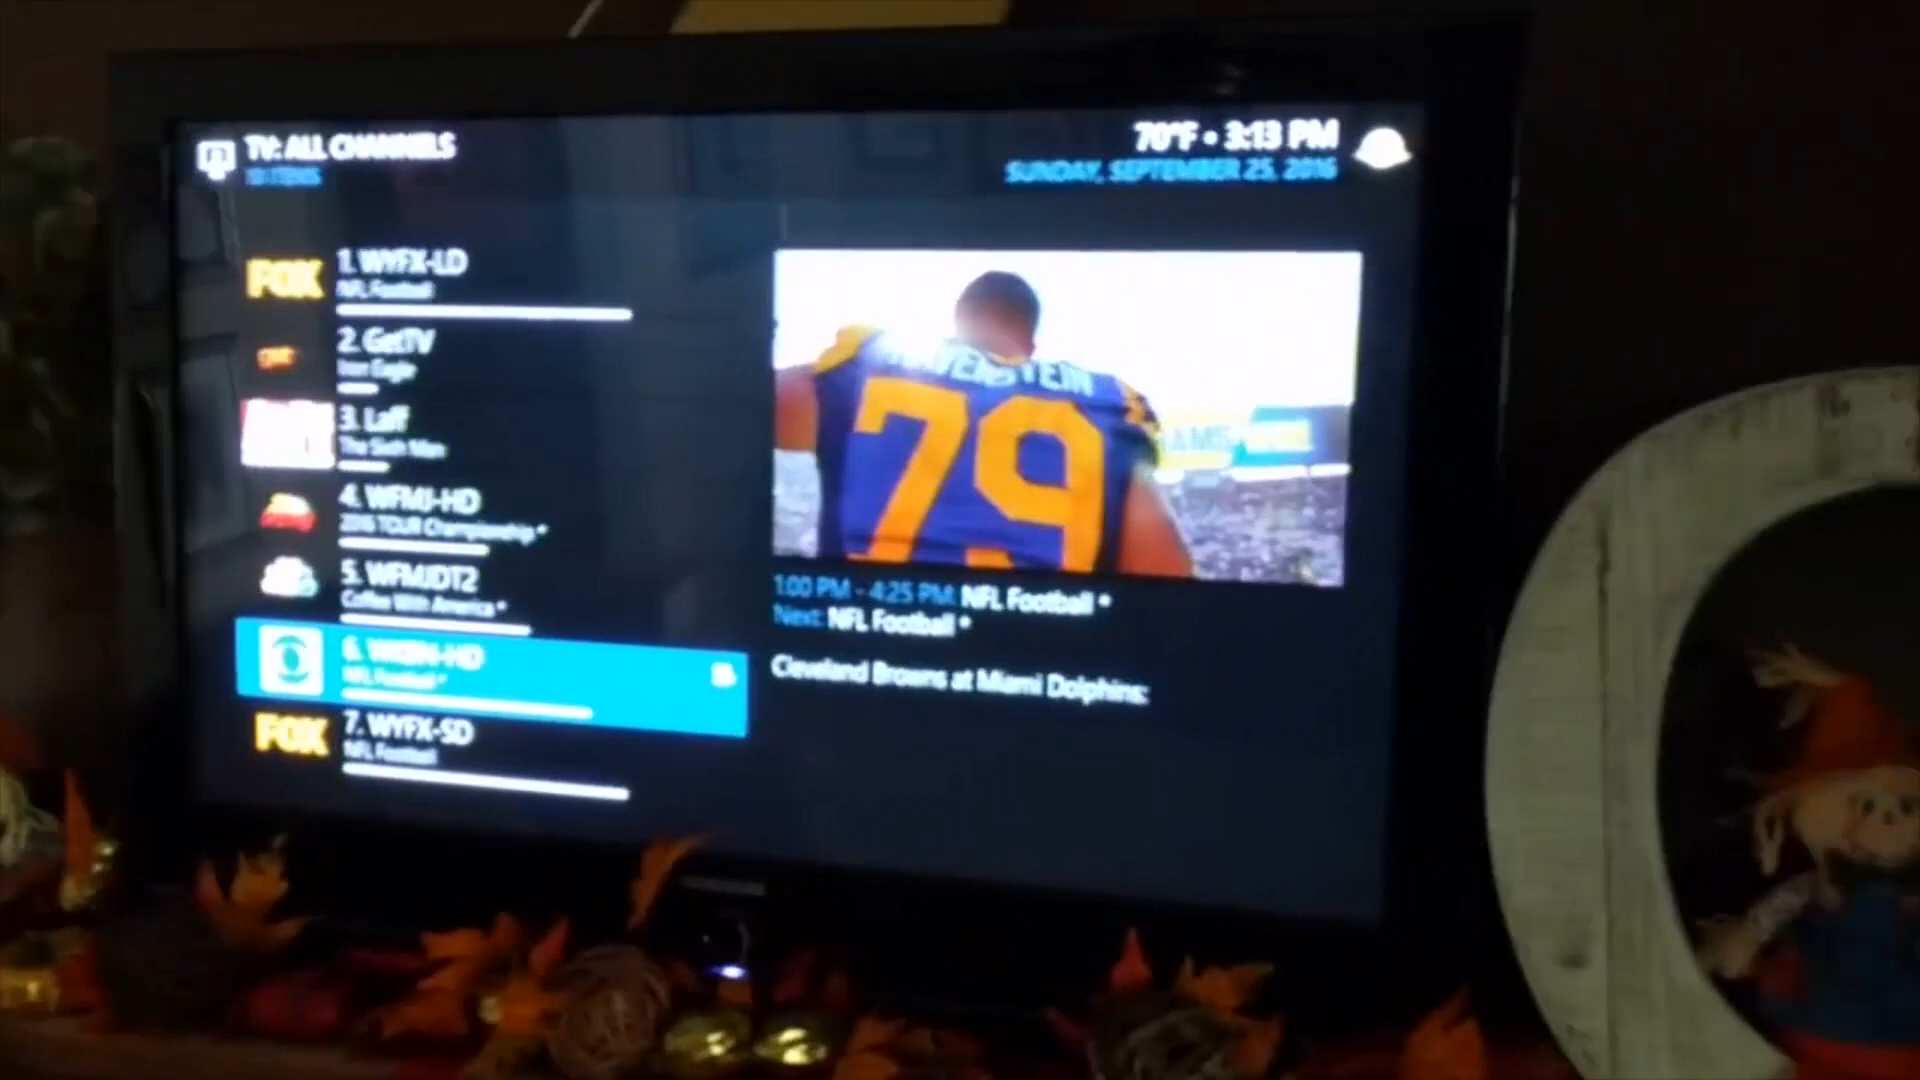 TV: ALL CHANNELS
70°F • 3:13 PM
SUNDAY, SEPTEMBER 25, 2016
FOX
1. WYFX-LD
NFL Football
2. GetTV
Iron Eagle
3. Laff
The Sixth Man
4. WFMJ-HD
2016 TOUR Championship *
5. WFMJDT2
Coffee With America *
6. WKBN-HD
NFL Football *
FOX
7. WYFX-SD
NFL Football
79
1:00 PM - 4:25 PM: NFL Football *
Next: NFL Football *
Cleveland Browns at Miami Dolphins: